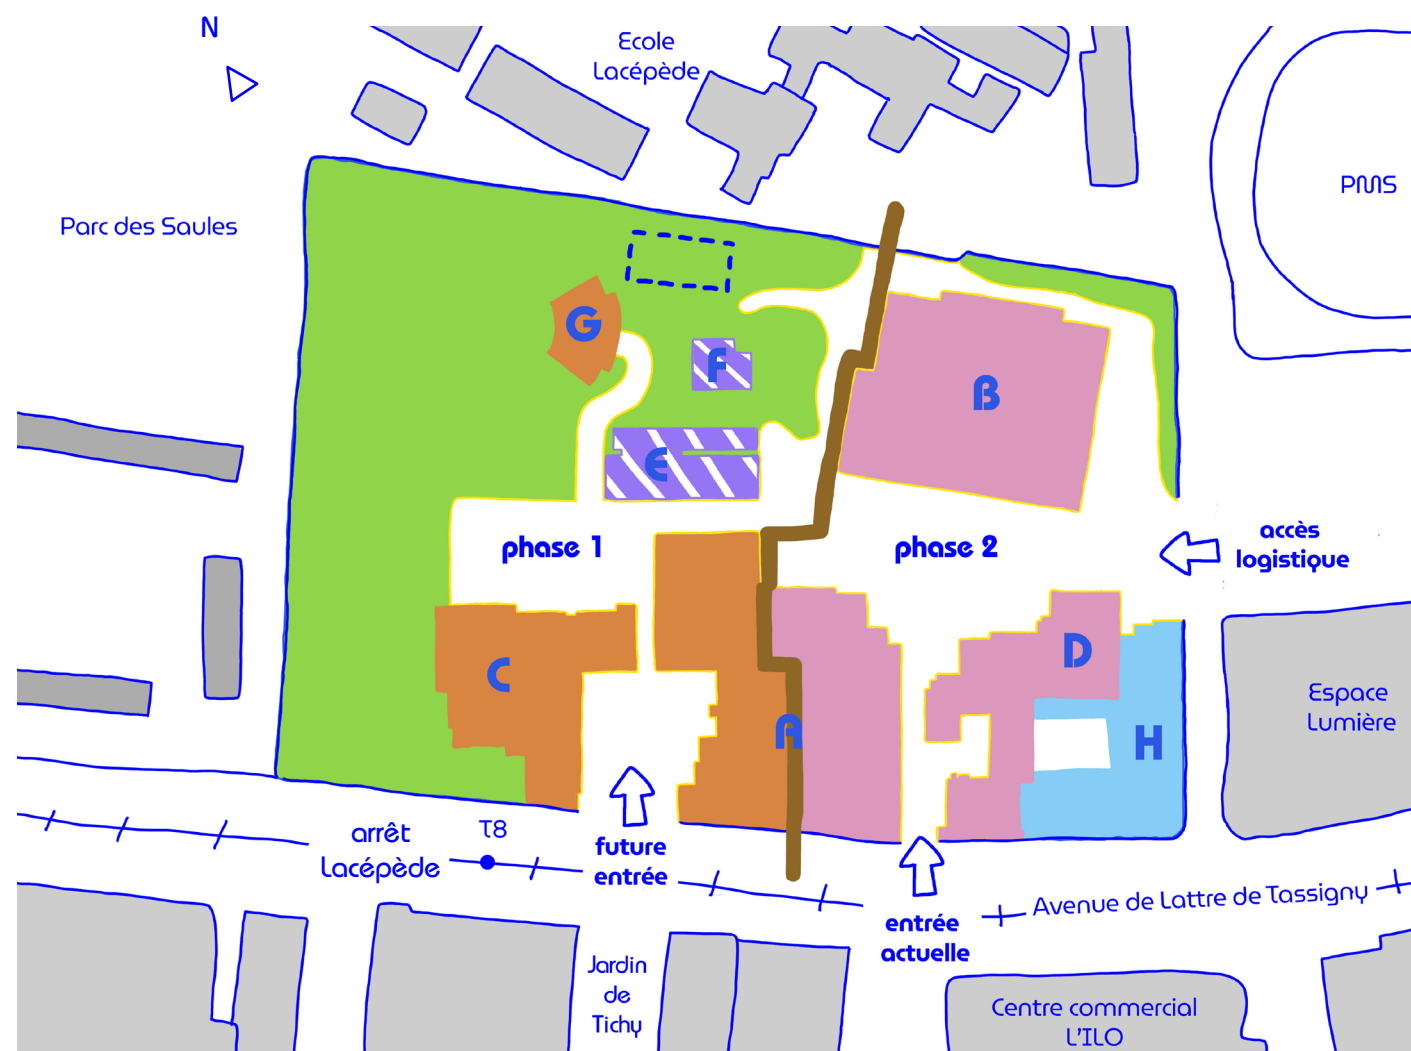 N
Ecole
Lacépède
PMS
Parc des Saules
G
F
B
E
phase 1
phase 2
accès
logistique
C
D
A
H
Espace
Lumière
T8
arrêt
Lacépède
future
entrée
Avenue de Lattre de Tassigny
entrée
actuelle
Jardin
de
Tichy
Centre commercial
L'ILO